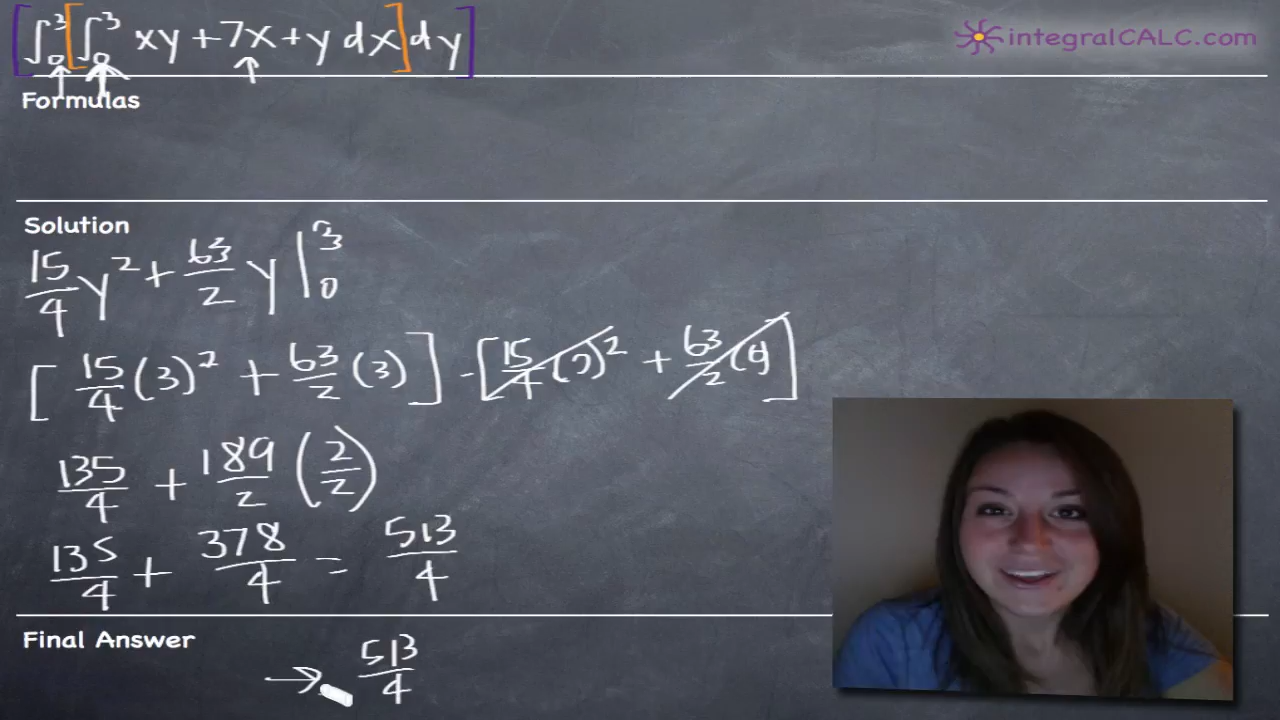 [∫₀³ [∫₀³ xy + 7x + y dx] dy]
integralCALC.com
Formulas
Solution
15/4 y² + 63/2 y |₀³
[15/4 (3)² + 63/2 (3)] - [15/4 (0)² + 63/2 (0)]
135/4 + 189/2 (2/2)
135/4 + 378/4 = 513/4
Final Answer
→ 513/4